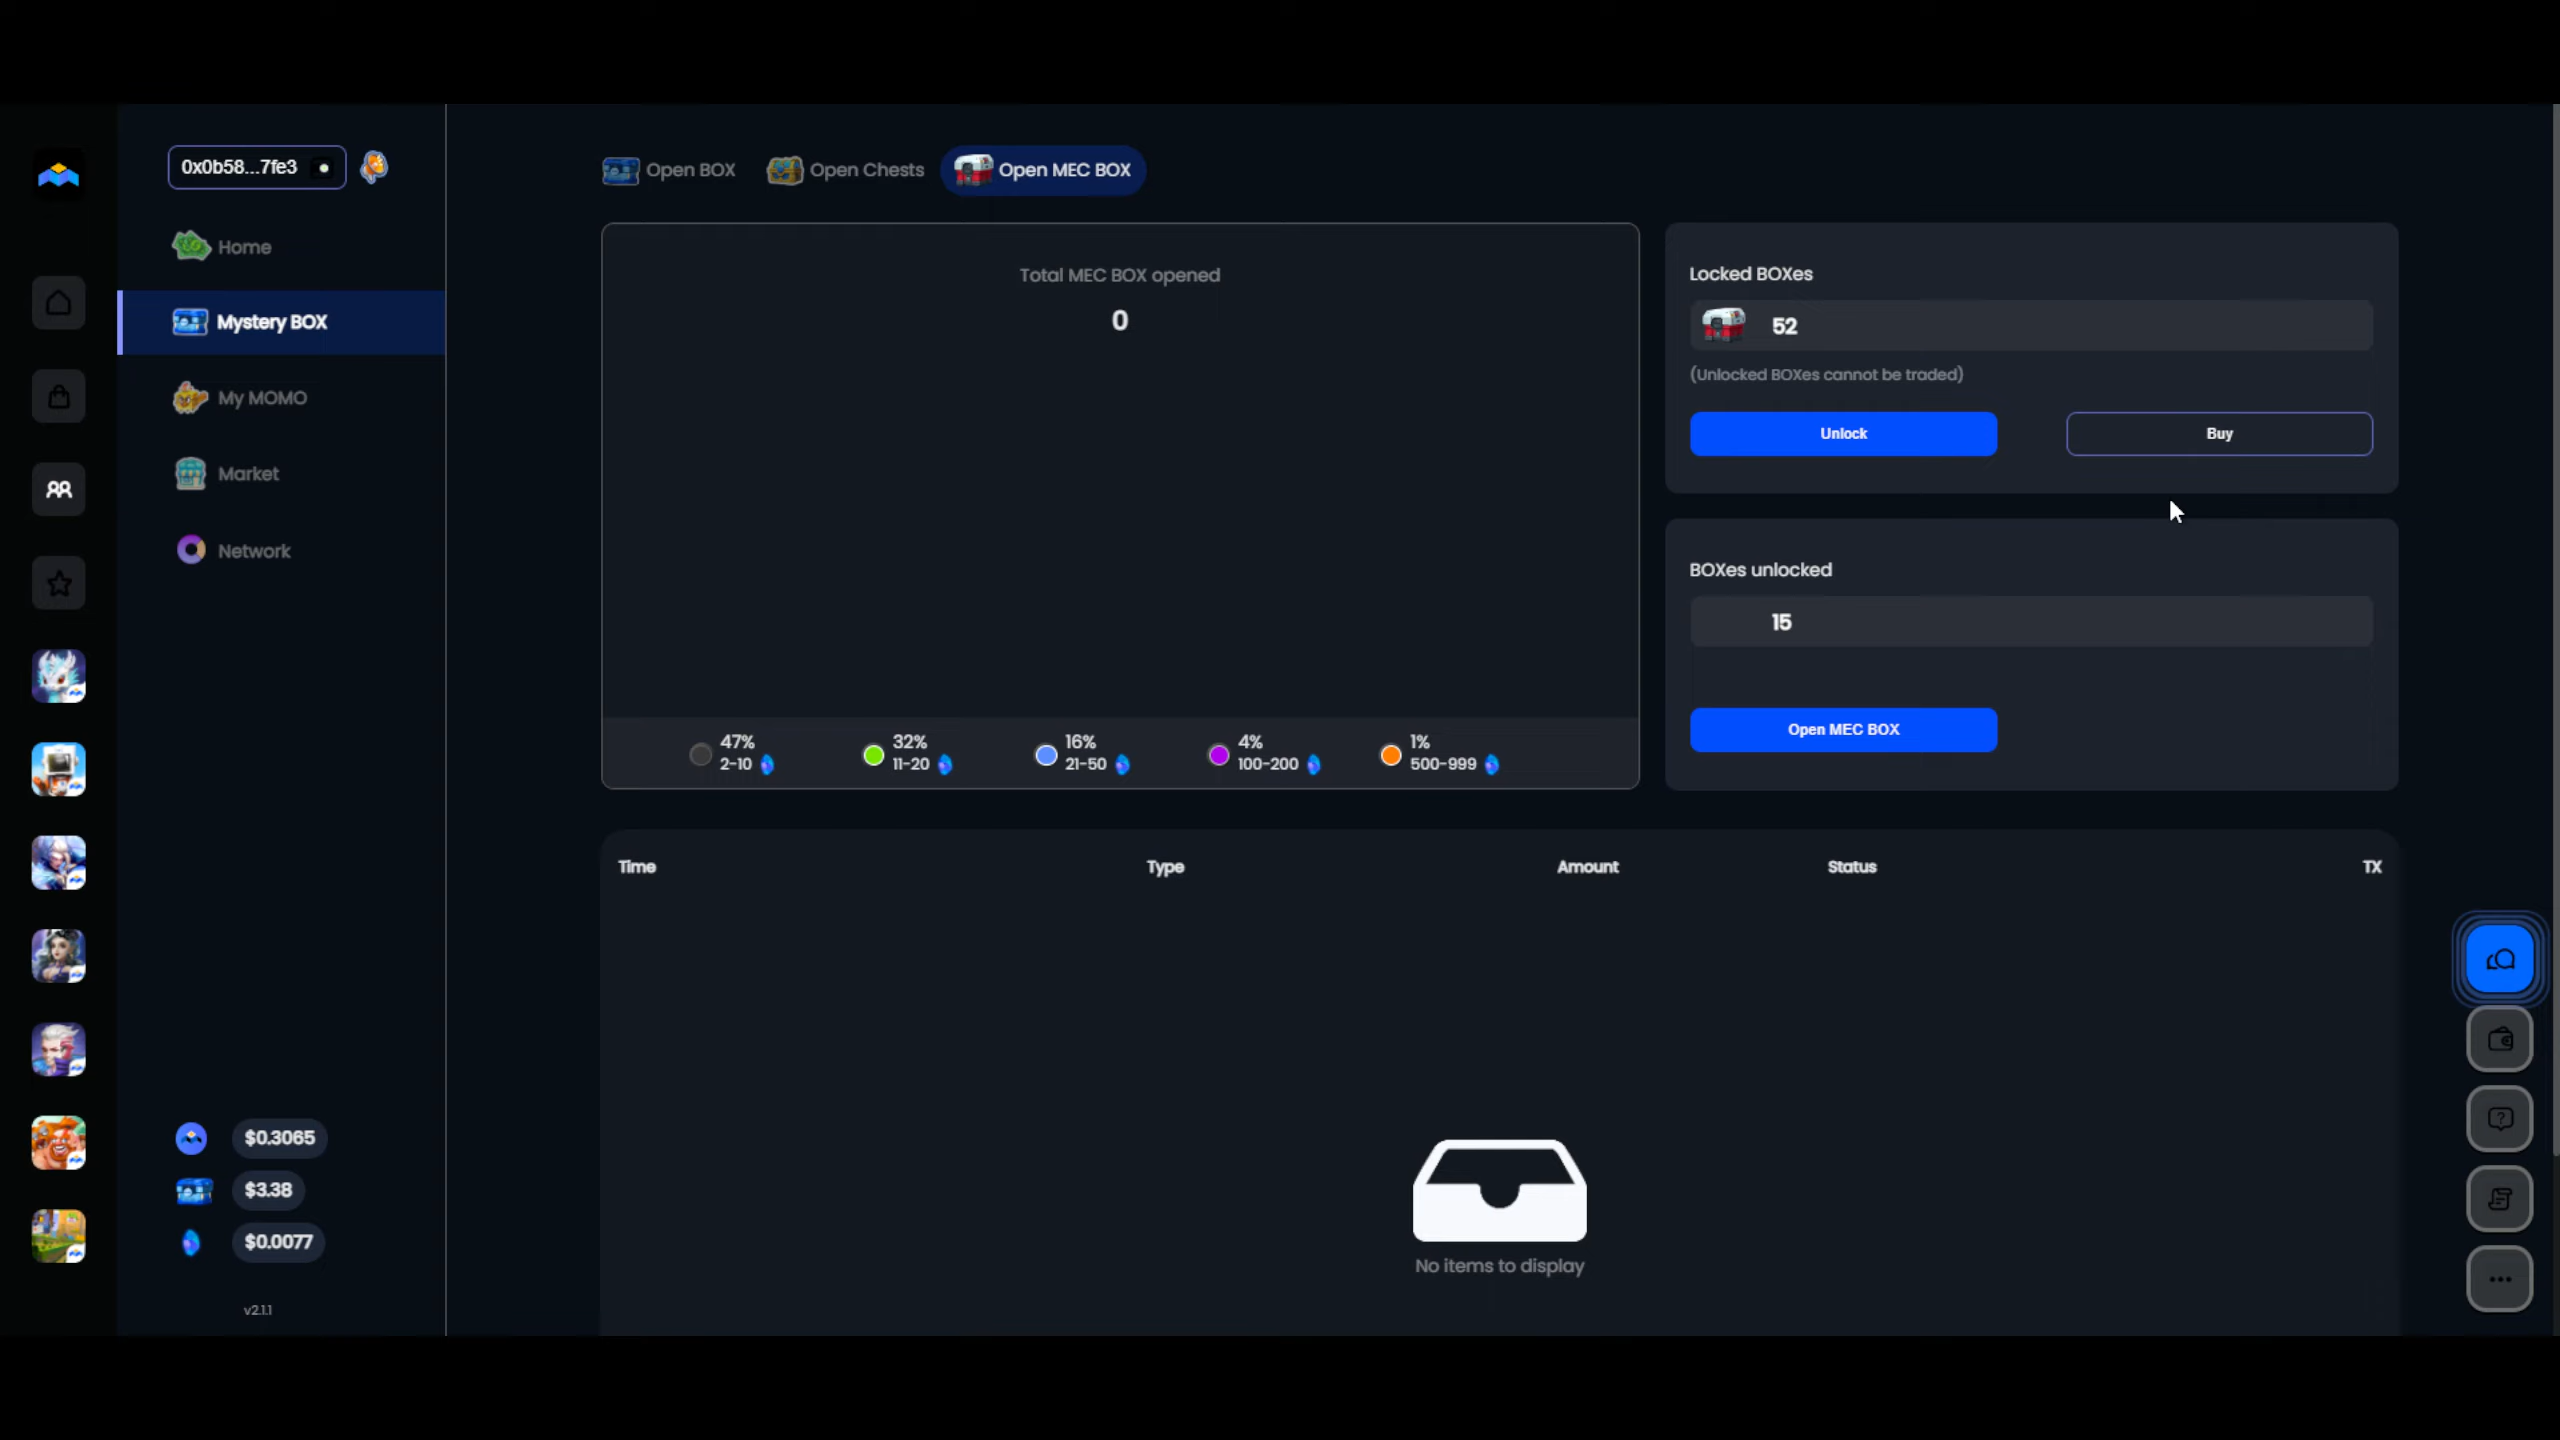 0x0b58...7fe3
Home
Mystery BOX
My MOMO
Market
Network
$0.3065
$3.38
$0.0077
v2.1.1
Open BOX
Open Chests
Open MEC BOX
Total MEC BOX opened
0
47%
2-10
32%
11-20
16%
21-50
4%
100-200
1%
500-999
Locked BOXes
52
(Unlocked BOXes cannot be traded)
Unlock
Buy
BOXes unlocked
15
Open MEC BOX
Time Type Amount Status TX
No items to display